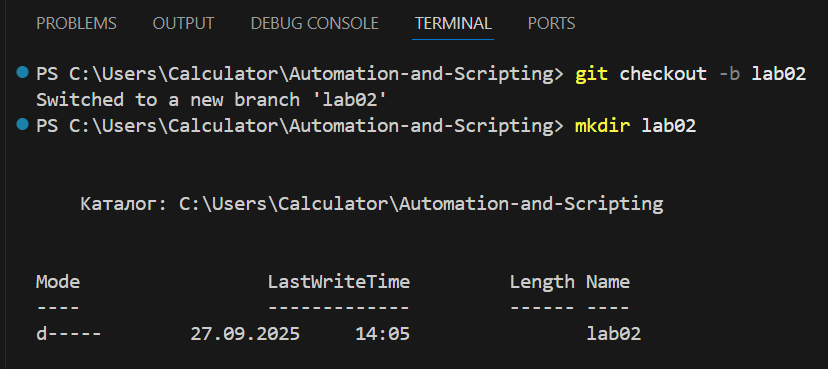 PROBLEMS OUTPUT DEBUG CONSOLE TERMINAL PORTS
PS C:\Users\Calculator\Automation-and-Scripting> git checkout -b lab02
Switched to a new branch 'lab02'
PS C:\Users\Calculator\Automation-and-Scripting> mkdir lab02
Каталог: C:\Users\Calculator\Automation-and-Scripting
Mode LastWriteTime Length Name
---- ------------- ------ ----
d----- 27.09.2025 14:05 lab02